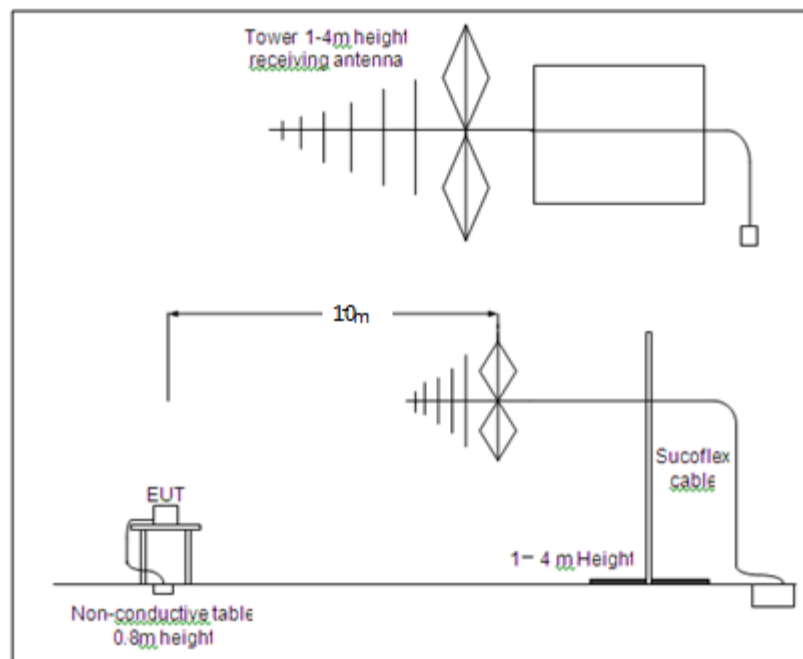 Tower 1-4m height
receiving antenna
10m
EUT
Sucoflex
cable
1– 4 m Height
Non-conductive table
0.8m height